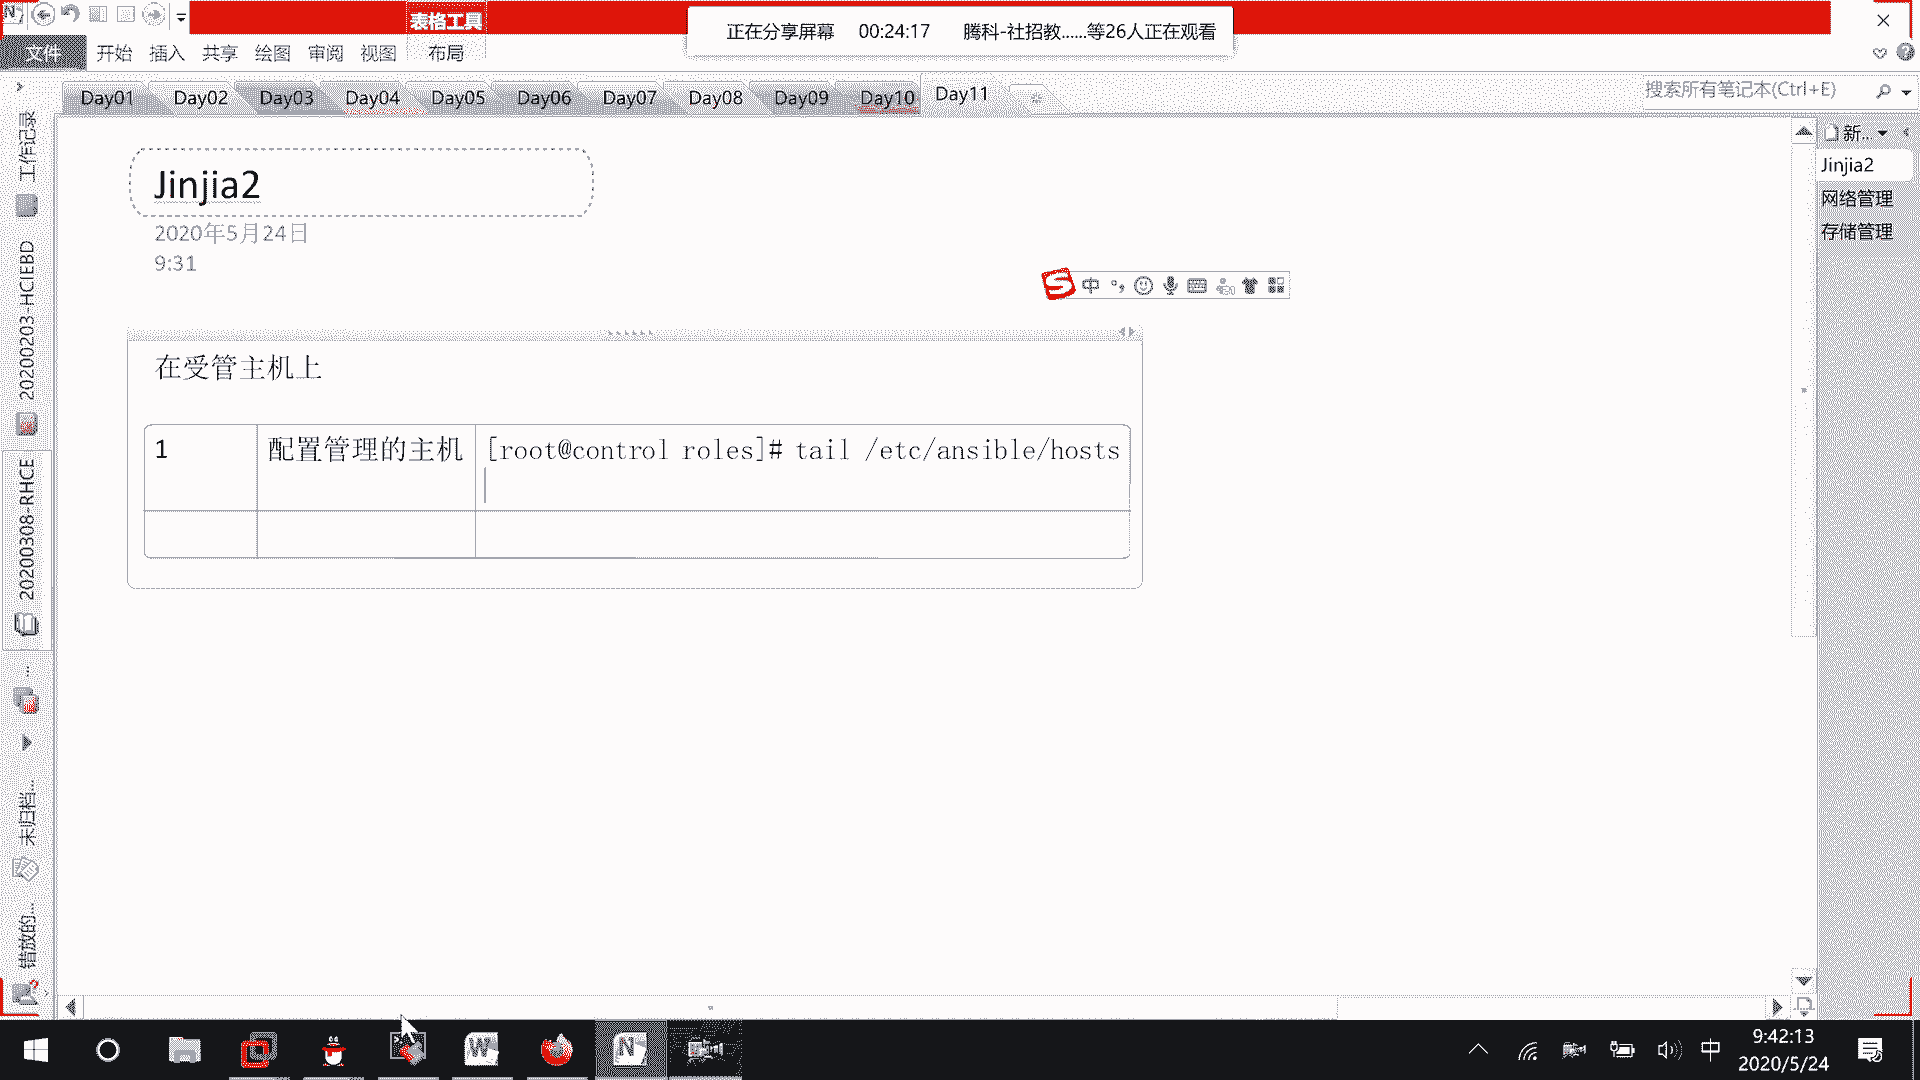 表格工具
正在分享屏幕 00:24:17 腾科-社招教......等26人正在观看
文件 开始 插入 共享 绘图 审阅 视图 布局
Day01 Day02 Day03 Day04 Day05 Day06 Day07 Day08 Day09 Day10 Day11
搜索所有笔记本(Ctrl+E)
新...
Jinjia2
网络管理
存储管理
工作记录
20200203-HCIEBD
20200308-RHCE
...
未归档...
错放的...
Jinjia2
2020年5月24日
9:31
中
在受管主机上
1 配置管理的主机 [root@control roles]# tail /etc/ansible/hosts
中
9:42:13
2020/5/24